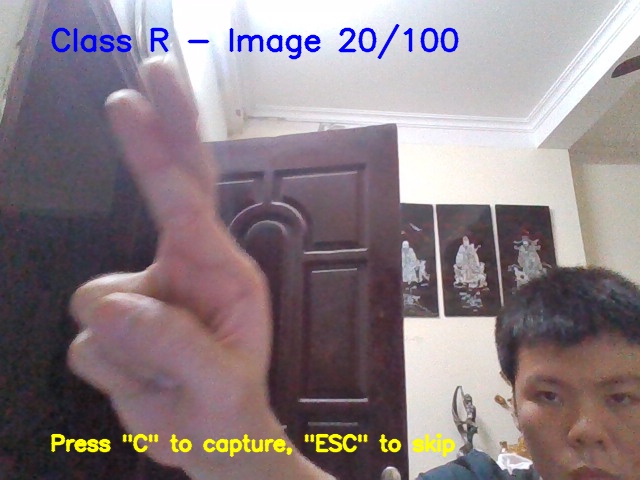 Class R - Image 20/100
Press "C" to capture, "ESC" to skip